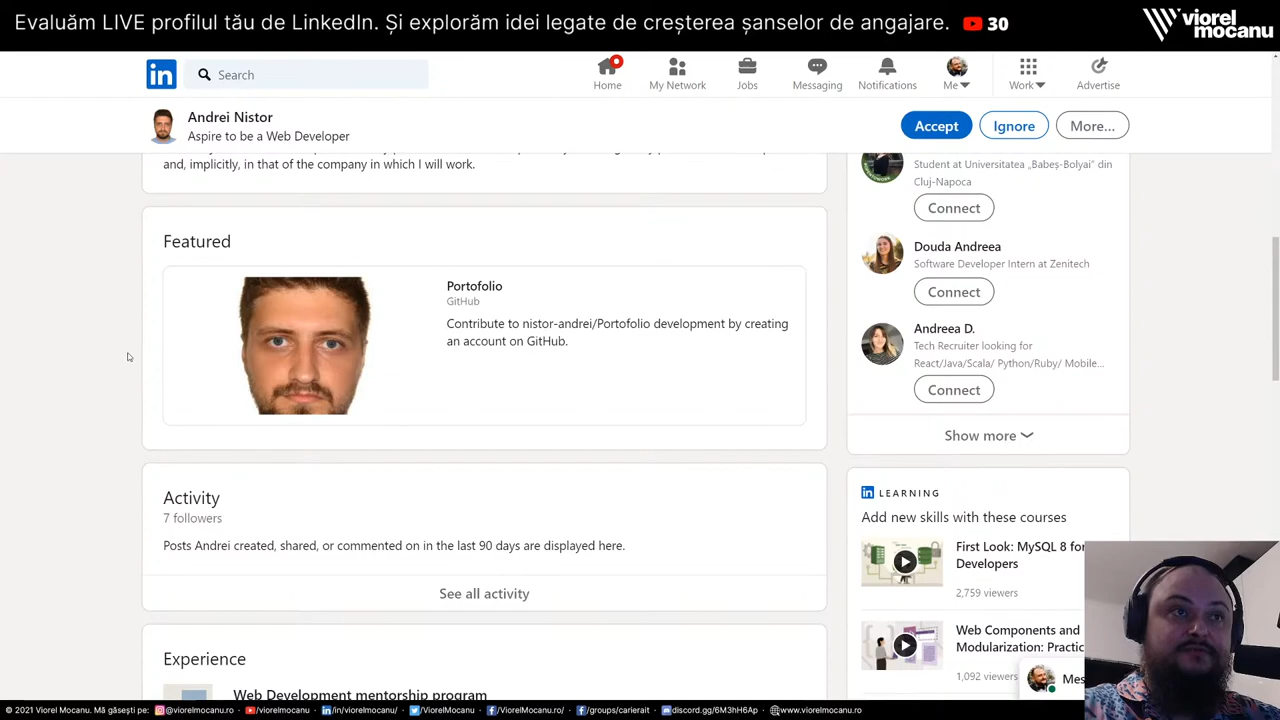 Evaluăm LIVE profilul tău de LinkedIn. Și explorăm idei legate de creșterea șanselor de angajare.
30
viorel
mocanu
in
Search
Home
My Network
Jobs
Messaging
Notifications
Me
Work
Advertise
Andrei Nistor
Aspire to be a Web Developer
Accept
Ignore
More...
and, implicitly, in that of the company in which I will work.
Featured
Portofolio
GitHub
Contribute to nistor-andrei/Portofolio development by creating
an account on GitHub.
Activity
7 followers
Posts Andrei created, shared, or commented on in the last 90 days are displayed here.
See all activity
Experience
Web Development mentorship program
Student at Universitatea „Babeș-Bolyai” din
Cluj-Napoca
Connect
Douda Andreea
Software Developer Intern at Zenitech
Connect
Andreea D.
Tech Recruiter looking for
React/Java/Scala/ Python/Ruby/ Mobile...
Connect
Show more
in LEARNING
Add new skills with these courses
First Look: MySQL 8 for
Developers
2,759 viewers
Web Components and
Modularization: Practic
1,092 viewers
Mes
© 2021 Viorel Mocanu. Mă găsești pe:
@viorelmocanu.ro
/viorelmocanu
/in/viorelmocanu/
/ViorelMocanu
/ViorelMocanu.ro/
/groups/carierait
discord.gg/6M3hH6Ap
www.viorelmocanu.ro